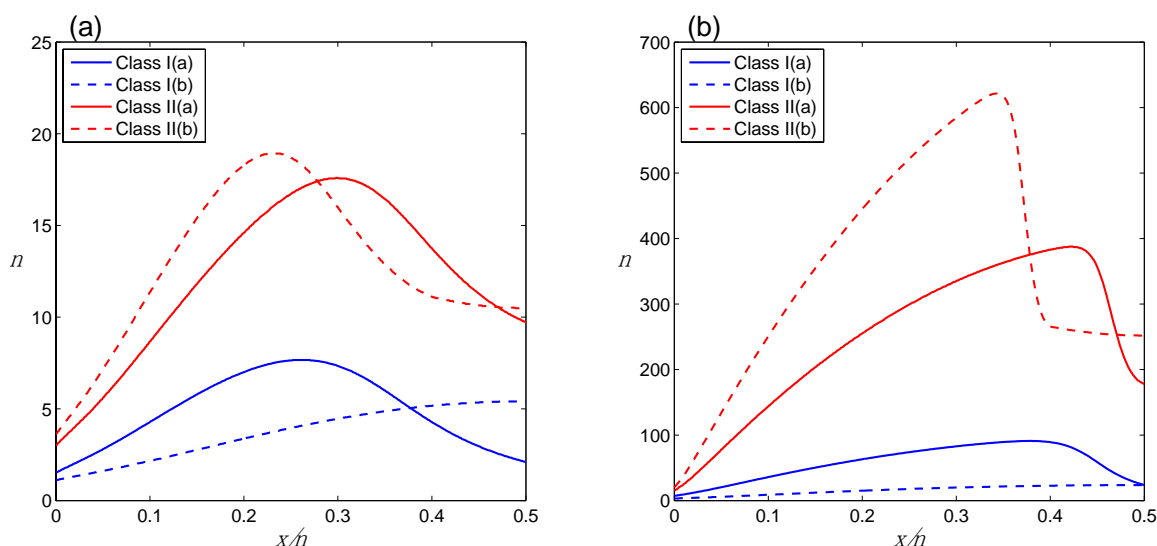 (a)
25
20
15
10
5
0
n
Class I(a)
Class I(b)
Class II(a)
Class II(b)
0 0.1 0.2 0.3 0.4 0.5
x/n
(b)
700
600
500
400
300
200
100
0
n
Class I(a)
Class I(b)
Class II(a)
Class II(b)
0 0.1 0.2 0.3 0.4 0.5
x/n